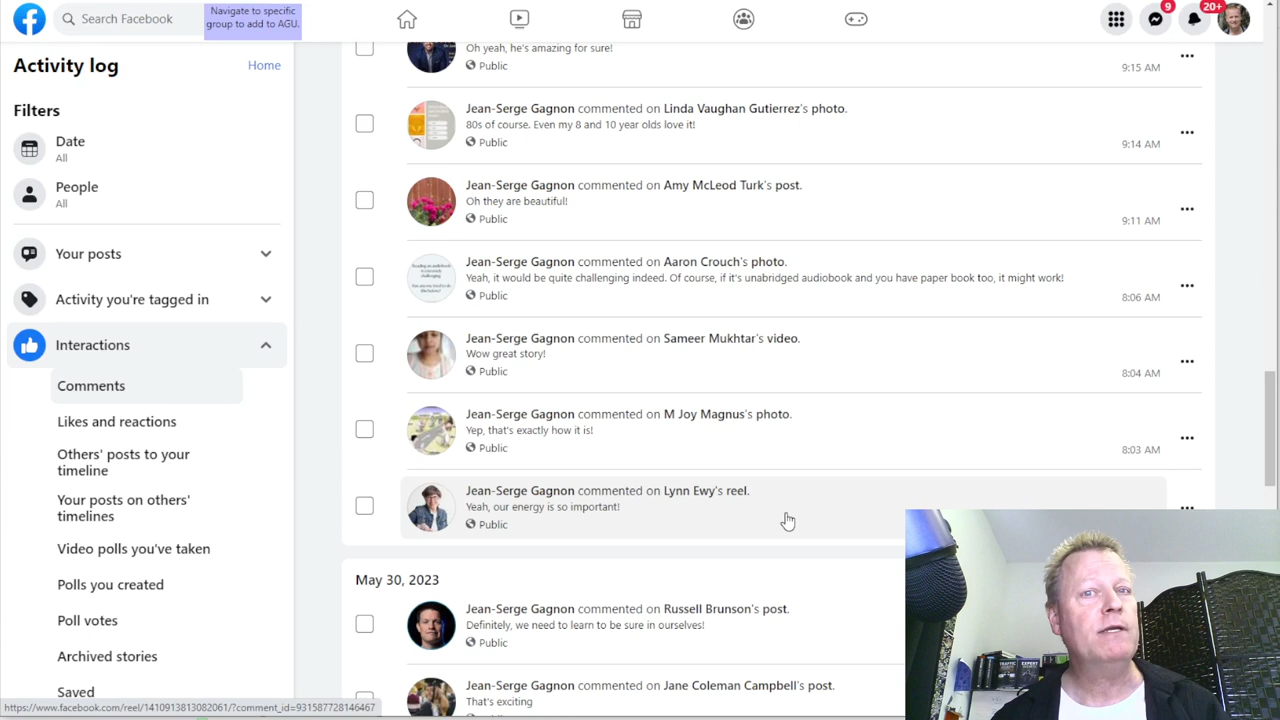 Search Facebook
Navigate to specific
group to add to AGU.
9
20+
Activity log
Home
Filters
Date
All
People
All
Your posts
Activity you're tagged in
Interactions
Comments
Likes and reactions
Others' posts to your
timeline
Your posts on others'
timelines
Video polls you've taken
Polls you created
Poll votes
Archived stories
Saved
https://www.facebook.com/reel/1410913813082061/?comment_id=931587728146467
Oh yeah, he's amazing for sure!
Public
9:15 AM
Jean-Serge Gagnon commented on Linda Vaughan Gutierrez's photo.
80s of course. Even my 8 and 10 year olds love it!
Public
9:14 AM
Jean-Serge Gagnon commented on Amy McLeod Turk's post.
Oh they are beautiful!
Public
9:11 AM
Jean-Serge Gagnon commented on Aaron Crouch's photo.
Yeah, it would be quite challenging indeed. Of course, if it's unabridged audiobook and you have paper book too, it might work!
Public
8:06 AM
Jean-Serge Gagnon commented on Sameer Mukhtar's video.
Wow great story!
Public
8:04 AM
Jean-Serge Gagnon commented on M Joy Magnus's photo.
Yep, that's exactly how it is!
Public
8:03 AM
Jean-Serge Gagnon commented on Lynn Ewy's reel.
Yeah, our energy is so important!
Public
May 30, 2023
Jean-Serge Gagnon commented on Russell Brunson's post.
Definitely, we need to learn to be sure in ourselves!
Public
Jean-Serge Gagnon commented on Jane Coleman Campbell's post.
That's exciting
TRAFFIC
EXPERT